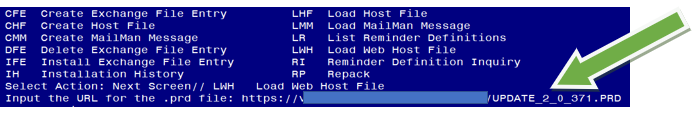 CFE Create Exchange File Entry LHF Load Host File
CHF Create Host File LMM Load MailMan Message
CMM Create MailMan Message LR List Reminder Definitions
DFE Delete Exchange File Entry LWH Load Web Host File
IFE Install Exchange File Entry RI Reminder Definition Inquiry
IH Installation History RP Repack
Select Action: Next Screen// LWH Load Web Host File
Input the URL for the .prd file: https://v /UPDATE_2_0_371.PRD